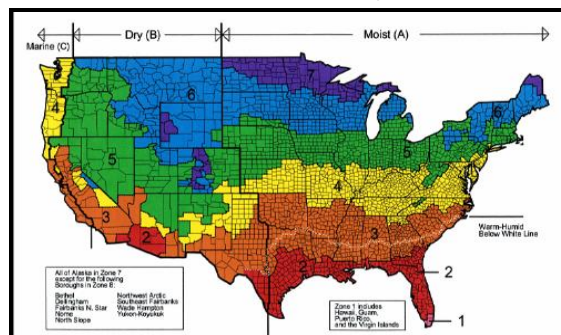 Marine (C)
Dry (B)
Moist (A)
7
6
6
4
5
5
4
3
3
2
2
2
1
Warm-Humid
Below White Line
All of Alaska in Zone 7
except for the following
Boroughs in Zone 8:
Bethel Northwest Arctic
Dellingham Southeast Fairbanks
Fairbanks N. Star Wade Hampton
Nome Yukon-Koyukuk
North Slope
Zone 1 includes
Hawaii, Guam,
Puerto Rico,
and the Virgin Islands